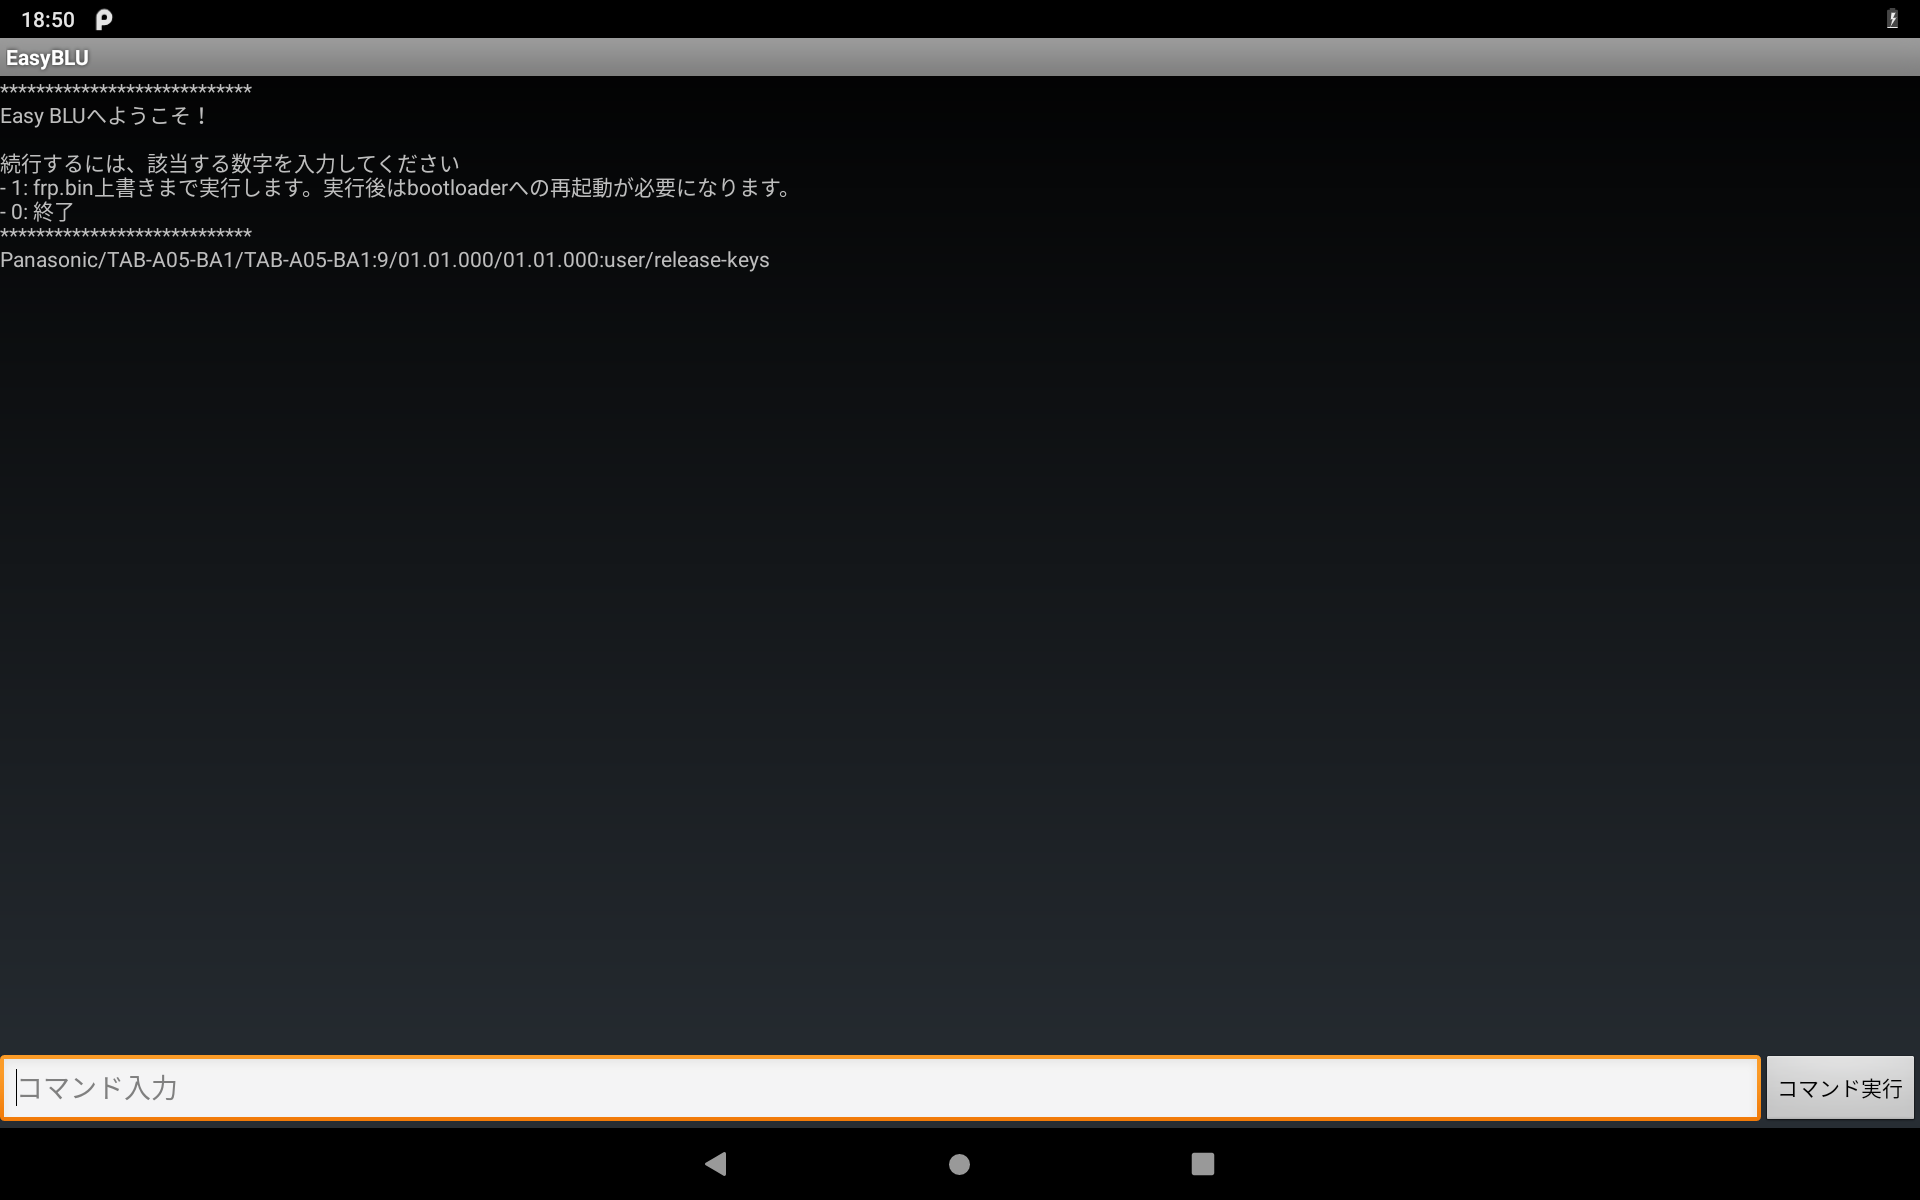 18:50
EasyBLU
****************************
Easy BLUへようこそ！
続行するには、該当する数字を入力してください
- 1: frp.bin上書きまで実行します。実行後はbootloaderへの再起動が必要になります。
- 0: 終了
****************************
Panasonic/TAB-A05-BA1/TAB-A05-BA1:9/01.01.000/01.01.000:user/release-keys
コマンド入力
コマンド実行